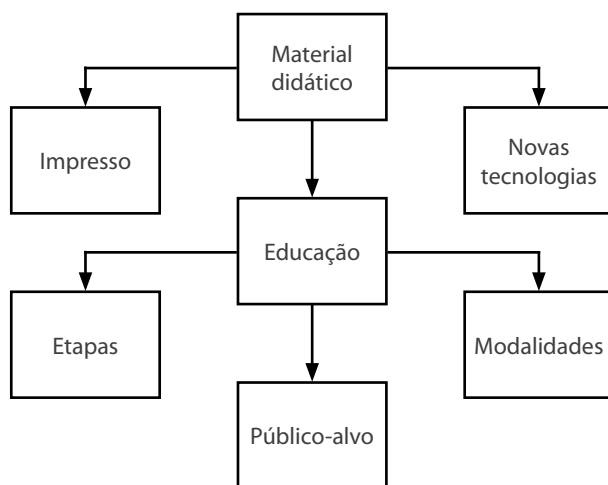 Material
didático
Impresso
Novas
tecnologias
Educação
Etapas
Modalidades
Público-alvo